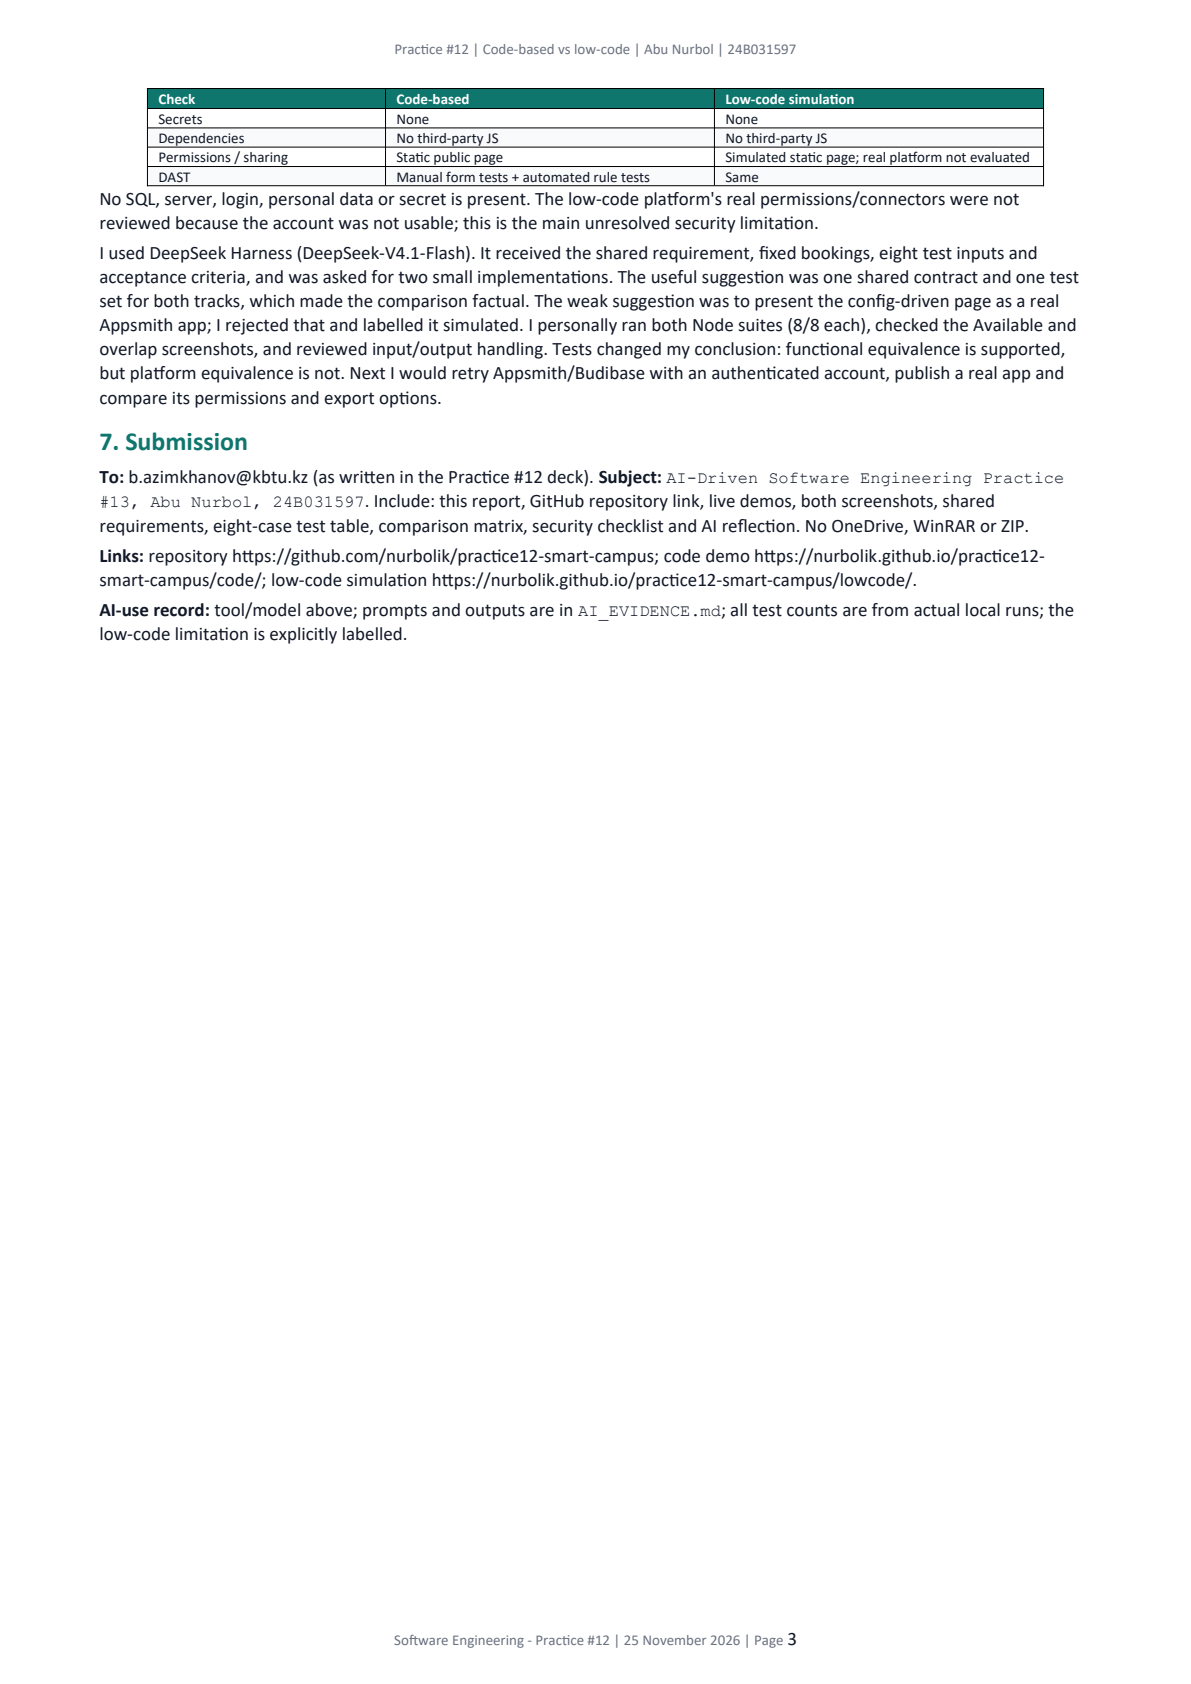 Practice #12 | Code-based vs low-code | Abu Nurbol | 24B031597
Check Code-based Low-code simulation
Secrets None None
Dependencies No third-party JS No third-party JS
Permissions / sharing Static public page Simulated static page; real platform not evaluated
DAST Manual form tests + automated rule tests Same
No SQL, server, login, personal data or secret is present. The low-code platform's real permissions/connectors were not
reviewed because the account was not usable; this is the main unresolved security limitation.
I used DeepSeek Harness (DeepSeek-V4.1-Flash). It received the shared requirement, fixed bookings, eight test inputs and
acceptance criteria, and was asked for two small implementations. The useful suggestion was one shared contract and one test
set for both tracks, which made the comparison factual. The weak suggestion was to present the config-driven page as a real
Appsmith app; I rejected that and labelled it simulated. I personally ran both Node suites (8/8 each), checked the Available and
overlap screenshots, and reviewed input/output handling. Tests changed my conclusion: functional equivalence is supported,
but platform equivalence is not. Next I would retry Appsmith/Budibase with an authenticated account, publish a real app and
compare its permissions and export options.
7. Submission
To: b.azimkhanov@kbtu.kz (as written in the Practice #12 deck). Subject: AI-Driven Software Engineering Practice
#13, Abu Nurbol, 24B031597. Include: this report, GitHub repository link, live demos, both screenshots, shared
requirements, eight-case test table, comparison matrix, security checklist and AI reflection. No OneDrive, WinRAR or ZIP.
Links: repository https://github.com/nurbolik/practice12-smart-campus; code demo https://nurbolik.github.io/practice12-
smart-campus/code/; low-code simulation https://nurbolik.github.io/practice12-smart-campus/lowcode/.
AI-use record: tool/model above; prompts and outputs are in AI_EVIDENCE.md; all test counts are from actual local runs; the
low-code limitation is explicitly labelled.
Software Engineering - Practice #12 | 25 November 2026 | Page 3